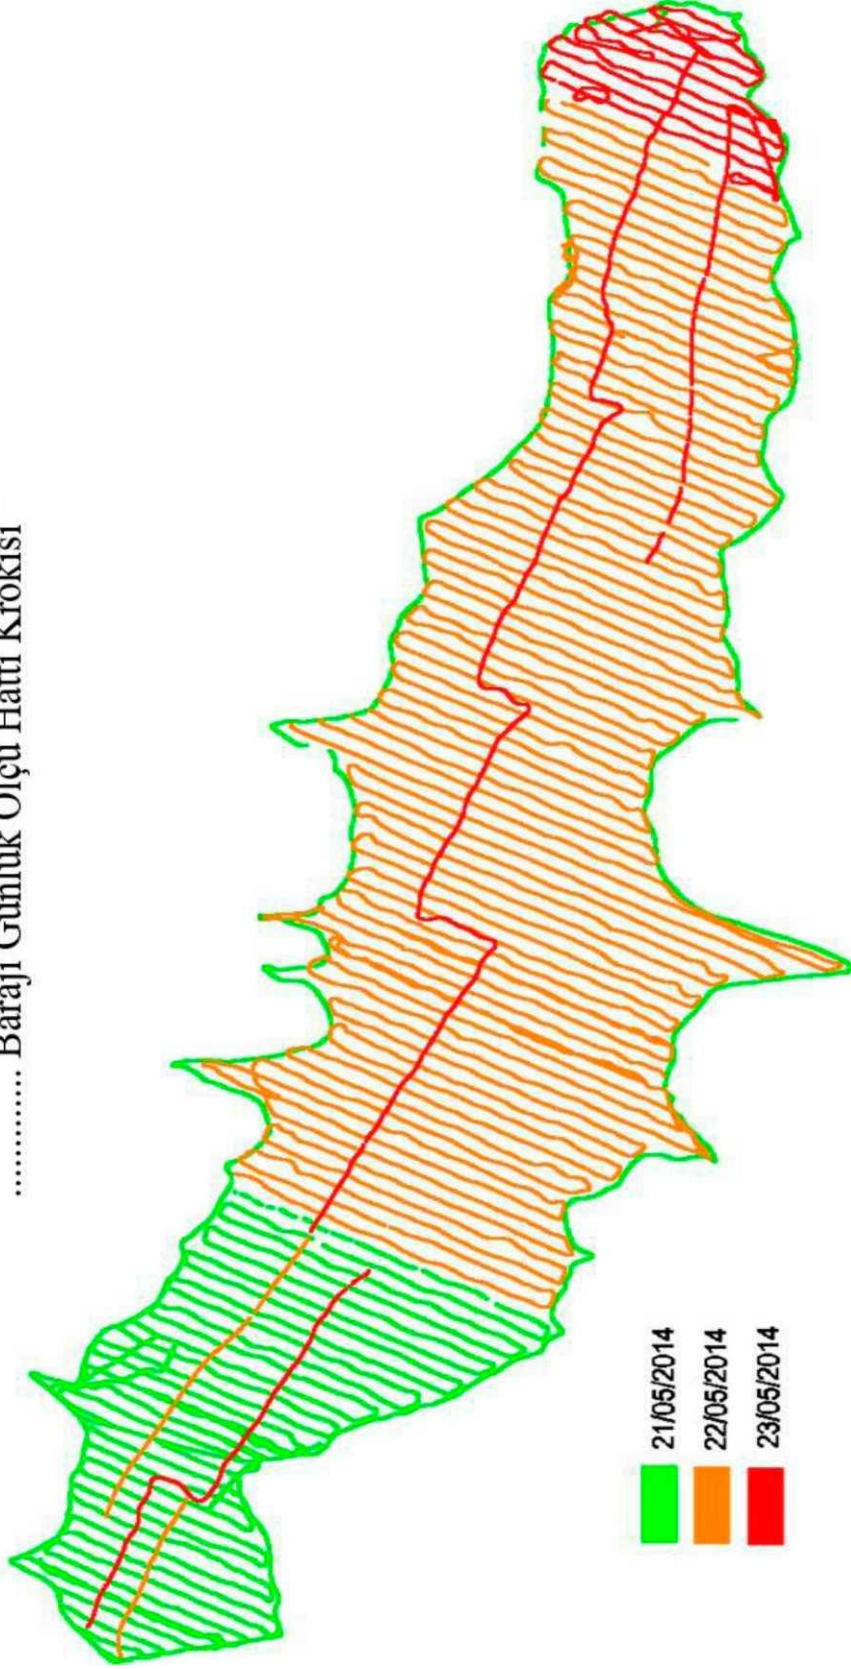 .............. Barajı Günlük Ölçü Hattı Krokisi
21/05/2014
22/05/2014
23/05/2014